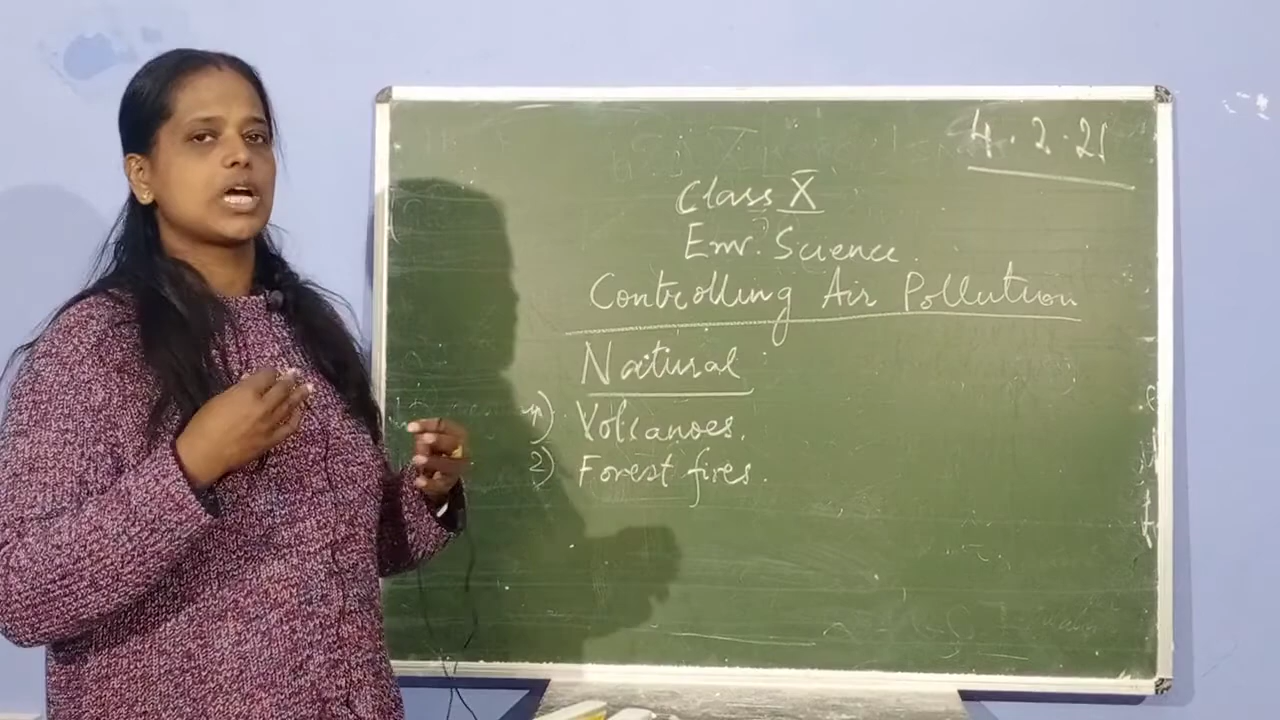 4.2.21
Class X
Env. Science.
Controlling Air Pollution
Natural
1) Volcanoes.
2) Forest fires.